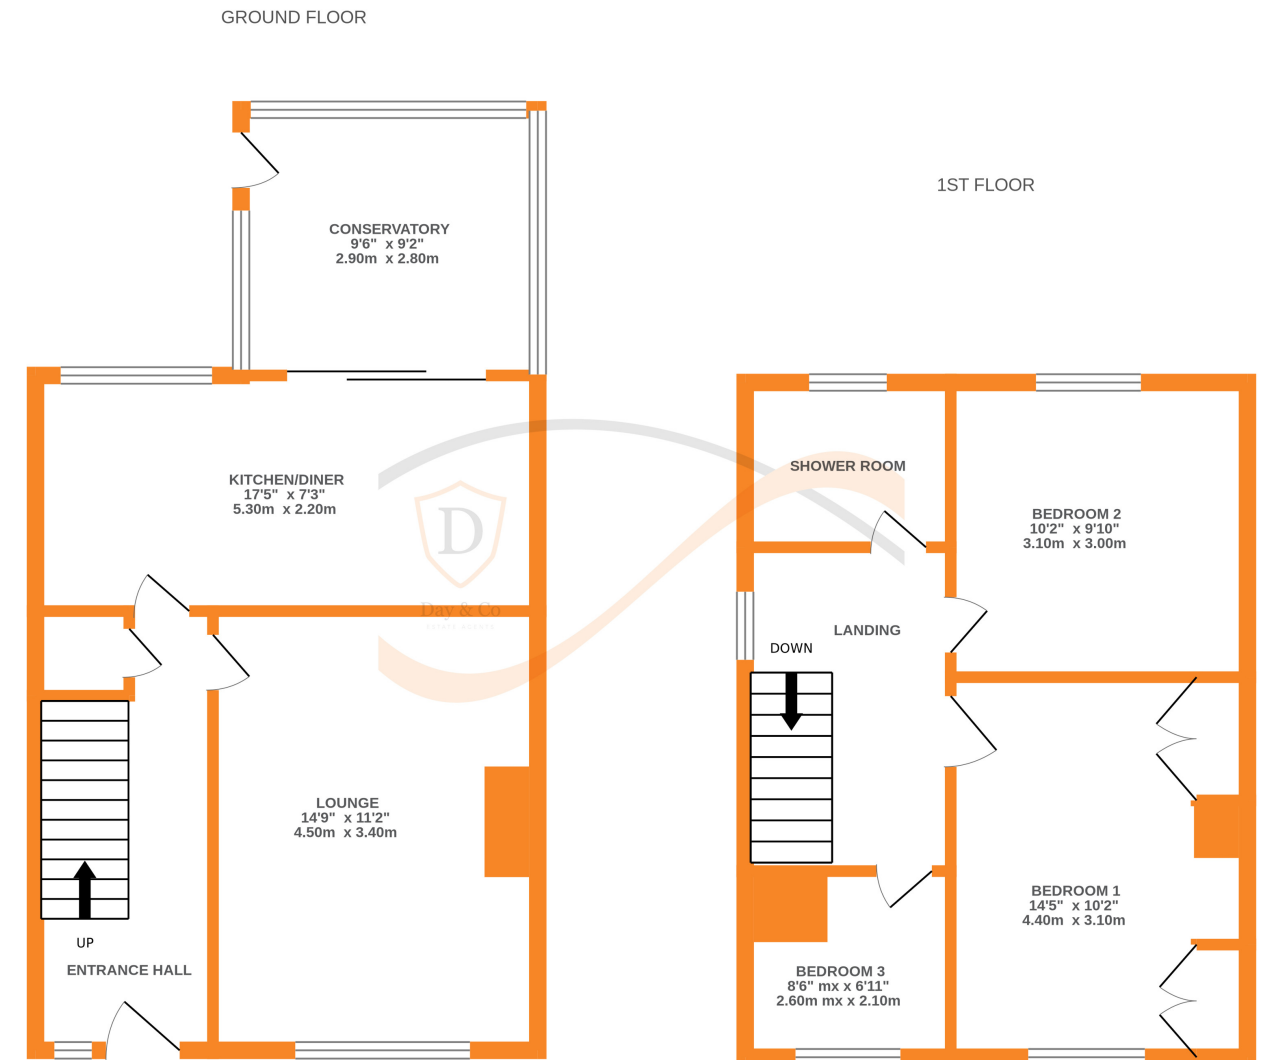 GROUND FLOOR
CONSERVATORY
9'6" x 9'2"
2.90m x 2.80m
KITCHEN/DINER
17'5" x 7'3"
5.30m x 2.20m
D
Day & Co
LOUNGE
14'9" x 11'2"
4.50m x 3.40m
UP
ENTRANCE HALL
1ST FLOOR
SHOWER ROOM
BEDROOM 2
10'2" x 9'10"
3.10m x 3.00m
LANDING
DOWN
BEDROOM 1
14'5" x 10'2"
4.40m x 3.10m
BEDROOM 3
8'6" mx x 6'11"
2.60m mx x 2.10m